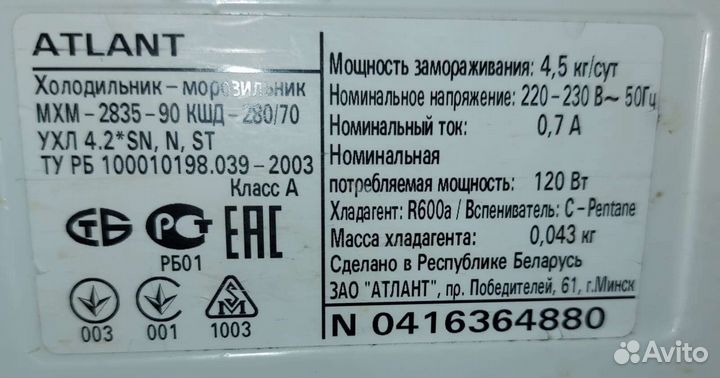 ATLANT
Холодильник – морозильник
МХМ – 2835 – 90 КШД – 280/70
УХЛ 4.2*SN, N, ST
ТУ РБ 100010198.039 – 2003
Класс А
СТБ
РСТ
ЕАС
РБ01
003
001
1003
Мощность замораживания: 4,5 кг/сут
Номинальное напряжение: 220 – 230 В~ 50Гц
Номинальный ток: 0,7 А
Номинальная
потребляемая мощность: 120 Вт
Хладагент: R600a / Вспениватель: C – Pentane
Масса хладагента: 0,043 кг
Сделано в Республике Беларусь
ЗАО "АТЛАНТ", пр. Победителей, 61, г.Минск
N 0416364880
Avito